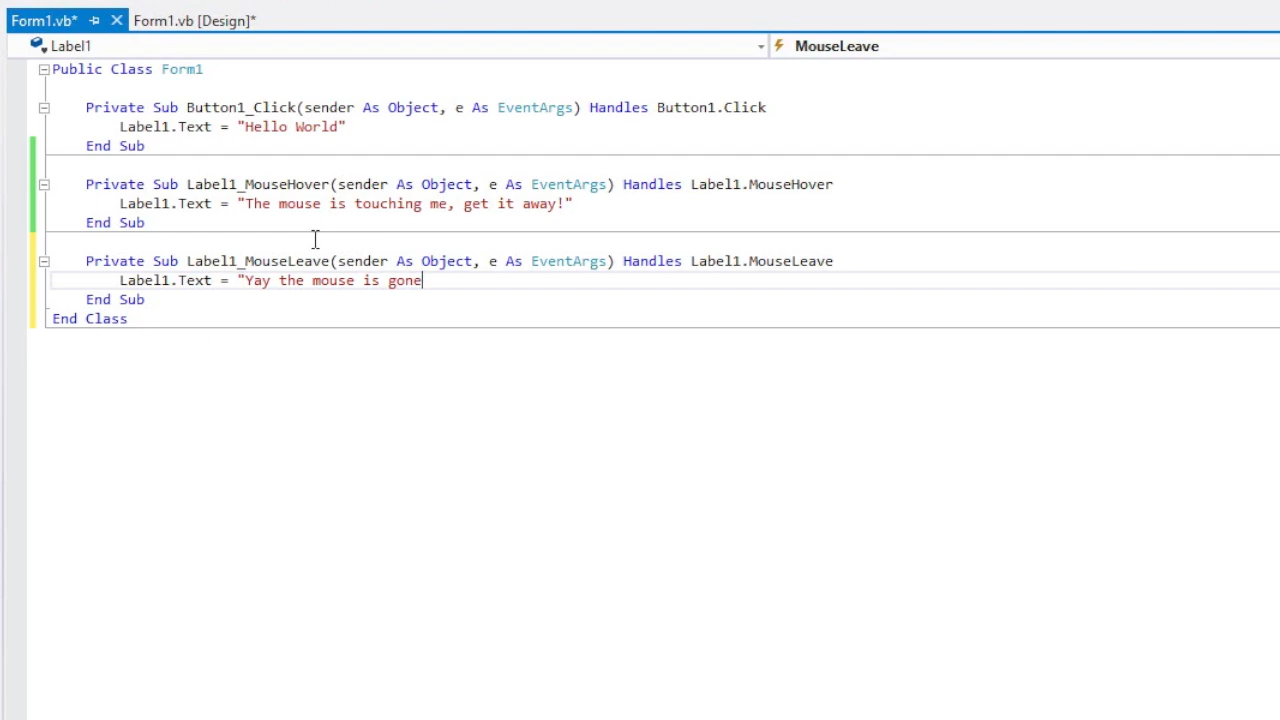 Form1.vb* Form1.vb [Design]*
Label1 MouseLeave
Public Class Form1
Private Sub Button1_Click(sender As Object, e As EventArgs) Handles Button1.Click
Label1.Text = "Hello World"
End Sub
Private Sub Label1_MouseHover(sender As Object, e As EventArgs) Handles Label1.MouseHover
Label1.Text = "The mouse is touching me, get it away!"
End Sub
Private Sub Label1_MouseLeave(sender As Object, e As EventArgs) Handles Label1.MouseLeave
Label1.Text = "Yay the mouse is gone
End Sub
End Class